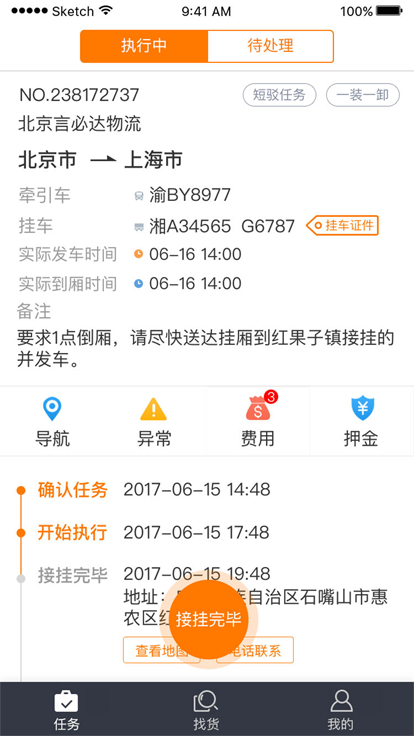 Sketch 9:41 AM 100%
执行中 待处理
NO.238172737 短驳任务 一装一卸
北京言必达物流
北京市 上海市
牵引车 渝BY8977
挂车 湘A34565 G6787 挂车证件
实际发车时间 06-16 14:00
实际到厢时间 06-16 14:00
备注
要求1点倒厢，请尽快送达挂厢到红果子镇接挂的
并发车。
3
导航 异常 费用 押金
确认任务 2017-06-15 14:48
开始执行 2017-06-15 17:48
接挂完毕 2017-06-15 19:48
地址： 族自治区石嘴山市惠
农区红
接挂完毕
查看地图 电话联系
任务 找货 我的